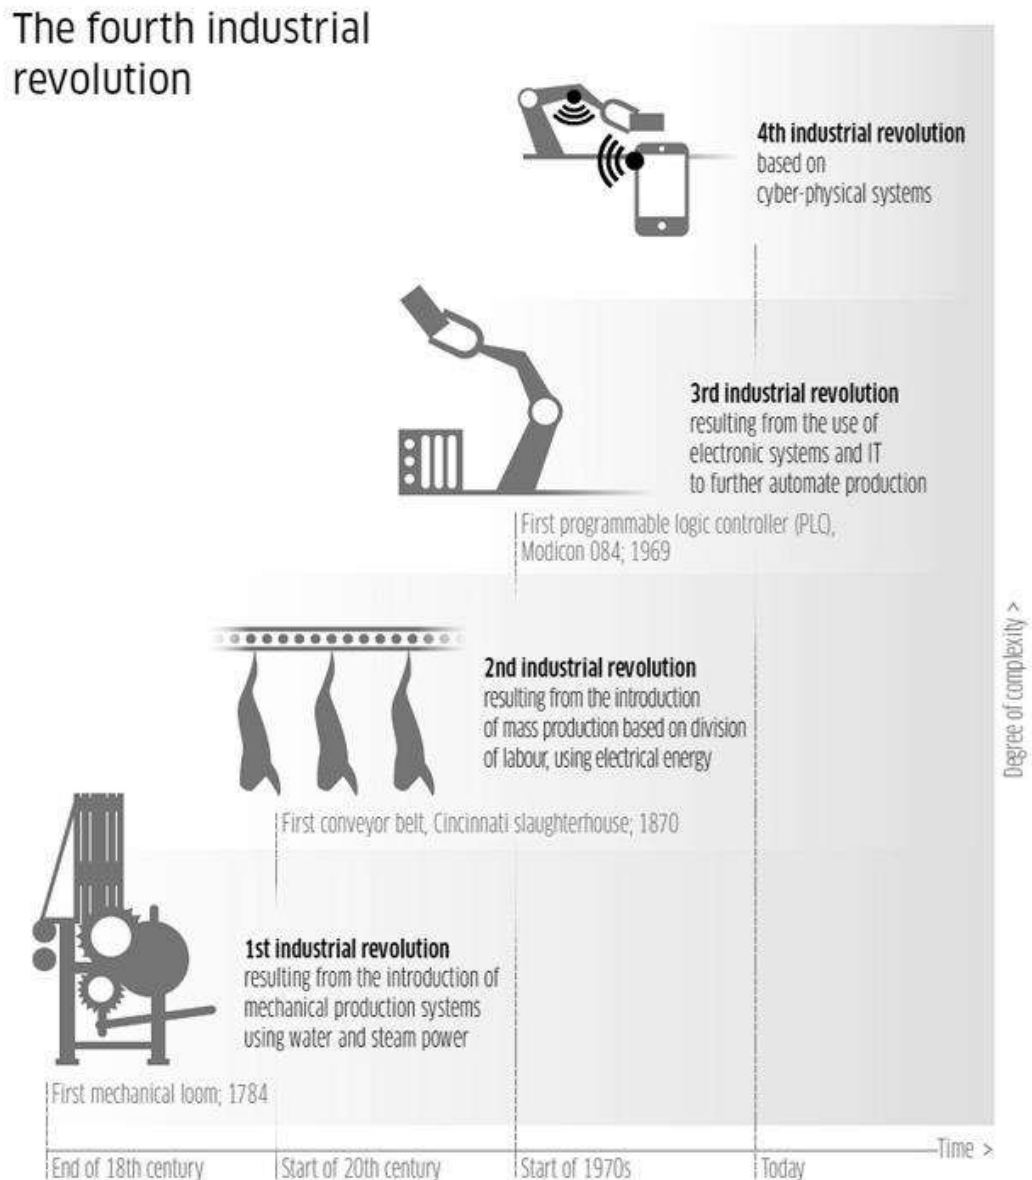 The fourth industrial
revolution
4th industrial revolution
based on
cyber-physical systems
3rd industrial revolution
resulting from the use of
electronic systems and IT
to further automate production
First programmable logic controller (PLC),
Modicon 084; 1969
2nd industrial revolution
resulting from the introduction
of mass production based on division
of labour, using electrical energy
First conveyor belt, Cincinnati slaughterhouse; 1870
1st industrial revolution
resulting from the introduction of
mechanical production systems
using water and steam power
First mechanical loom; 1784
Degree of complexity >
Time >
End of 18th century
Start of 20th century
Start of 1970s
Today